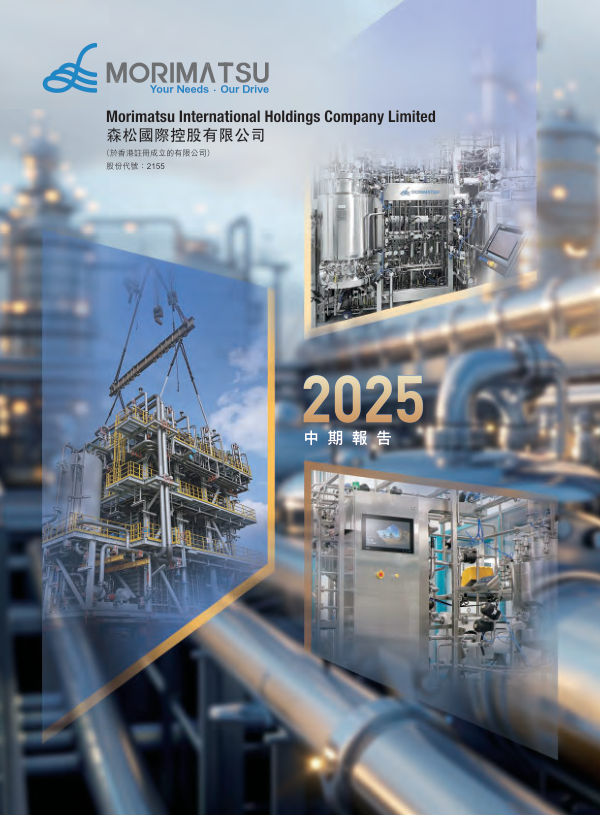 MORIMATSU
Your Needs · Our Drive
Morimatsu International Holdings Company Limited
森松國際控股有限公司
(於香港註冊成立的有限公司)
股份代號：2155
MORIMATSU
2025
中期報告